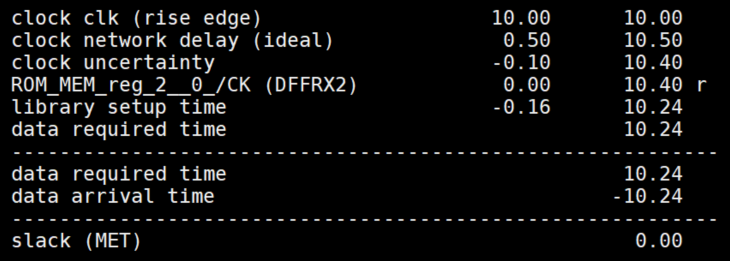 clock clk (rise edge) 10.00 10.00
clock network delay (ideal) 0.50 10.50
clock uncertainty -0.10 10.40
ROM_MEM_reg_2__0_/CK (DFFRX2) 0.00 10.40 r
library setup time -0.16 10.24
data required time 10.24
------------------------------------------------------------
data required time 10.24
data arrival time -10.24
------------------------------------------------------------
slack (MET) 0.00